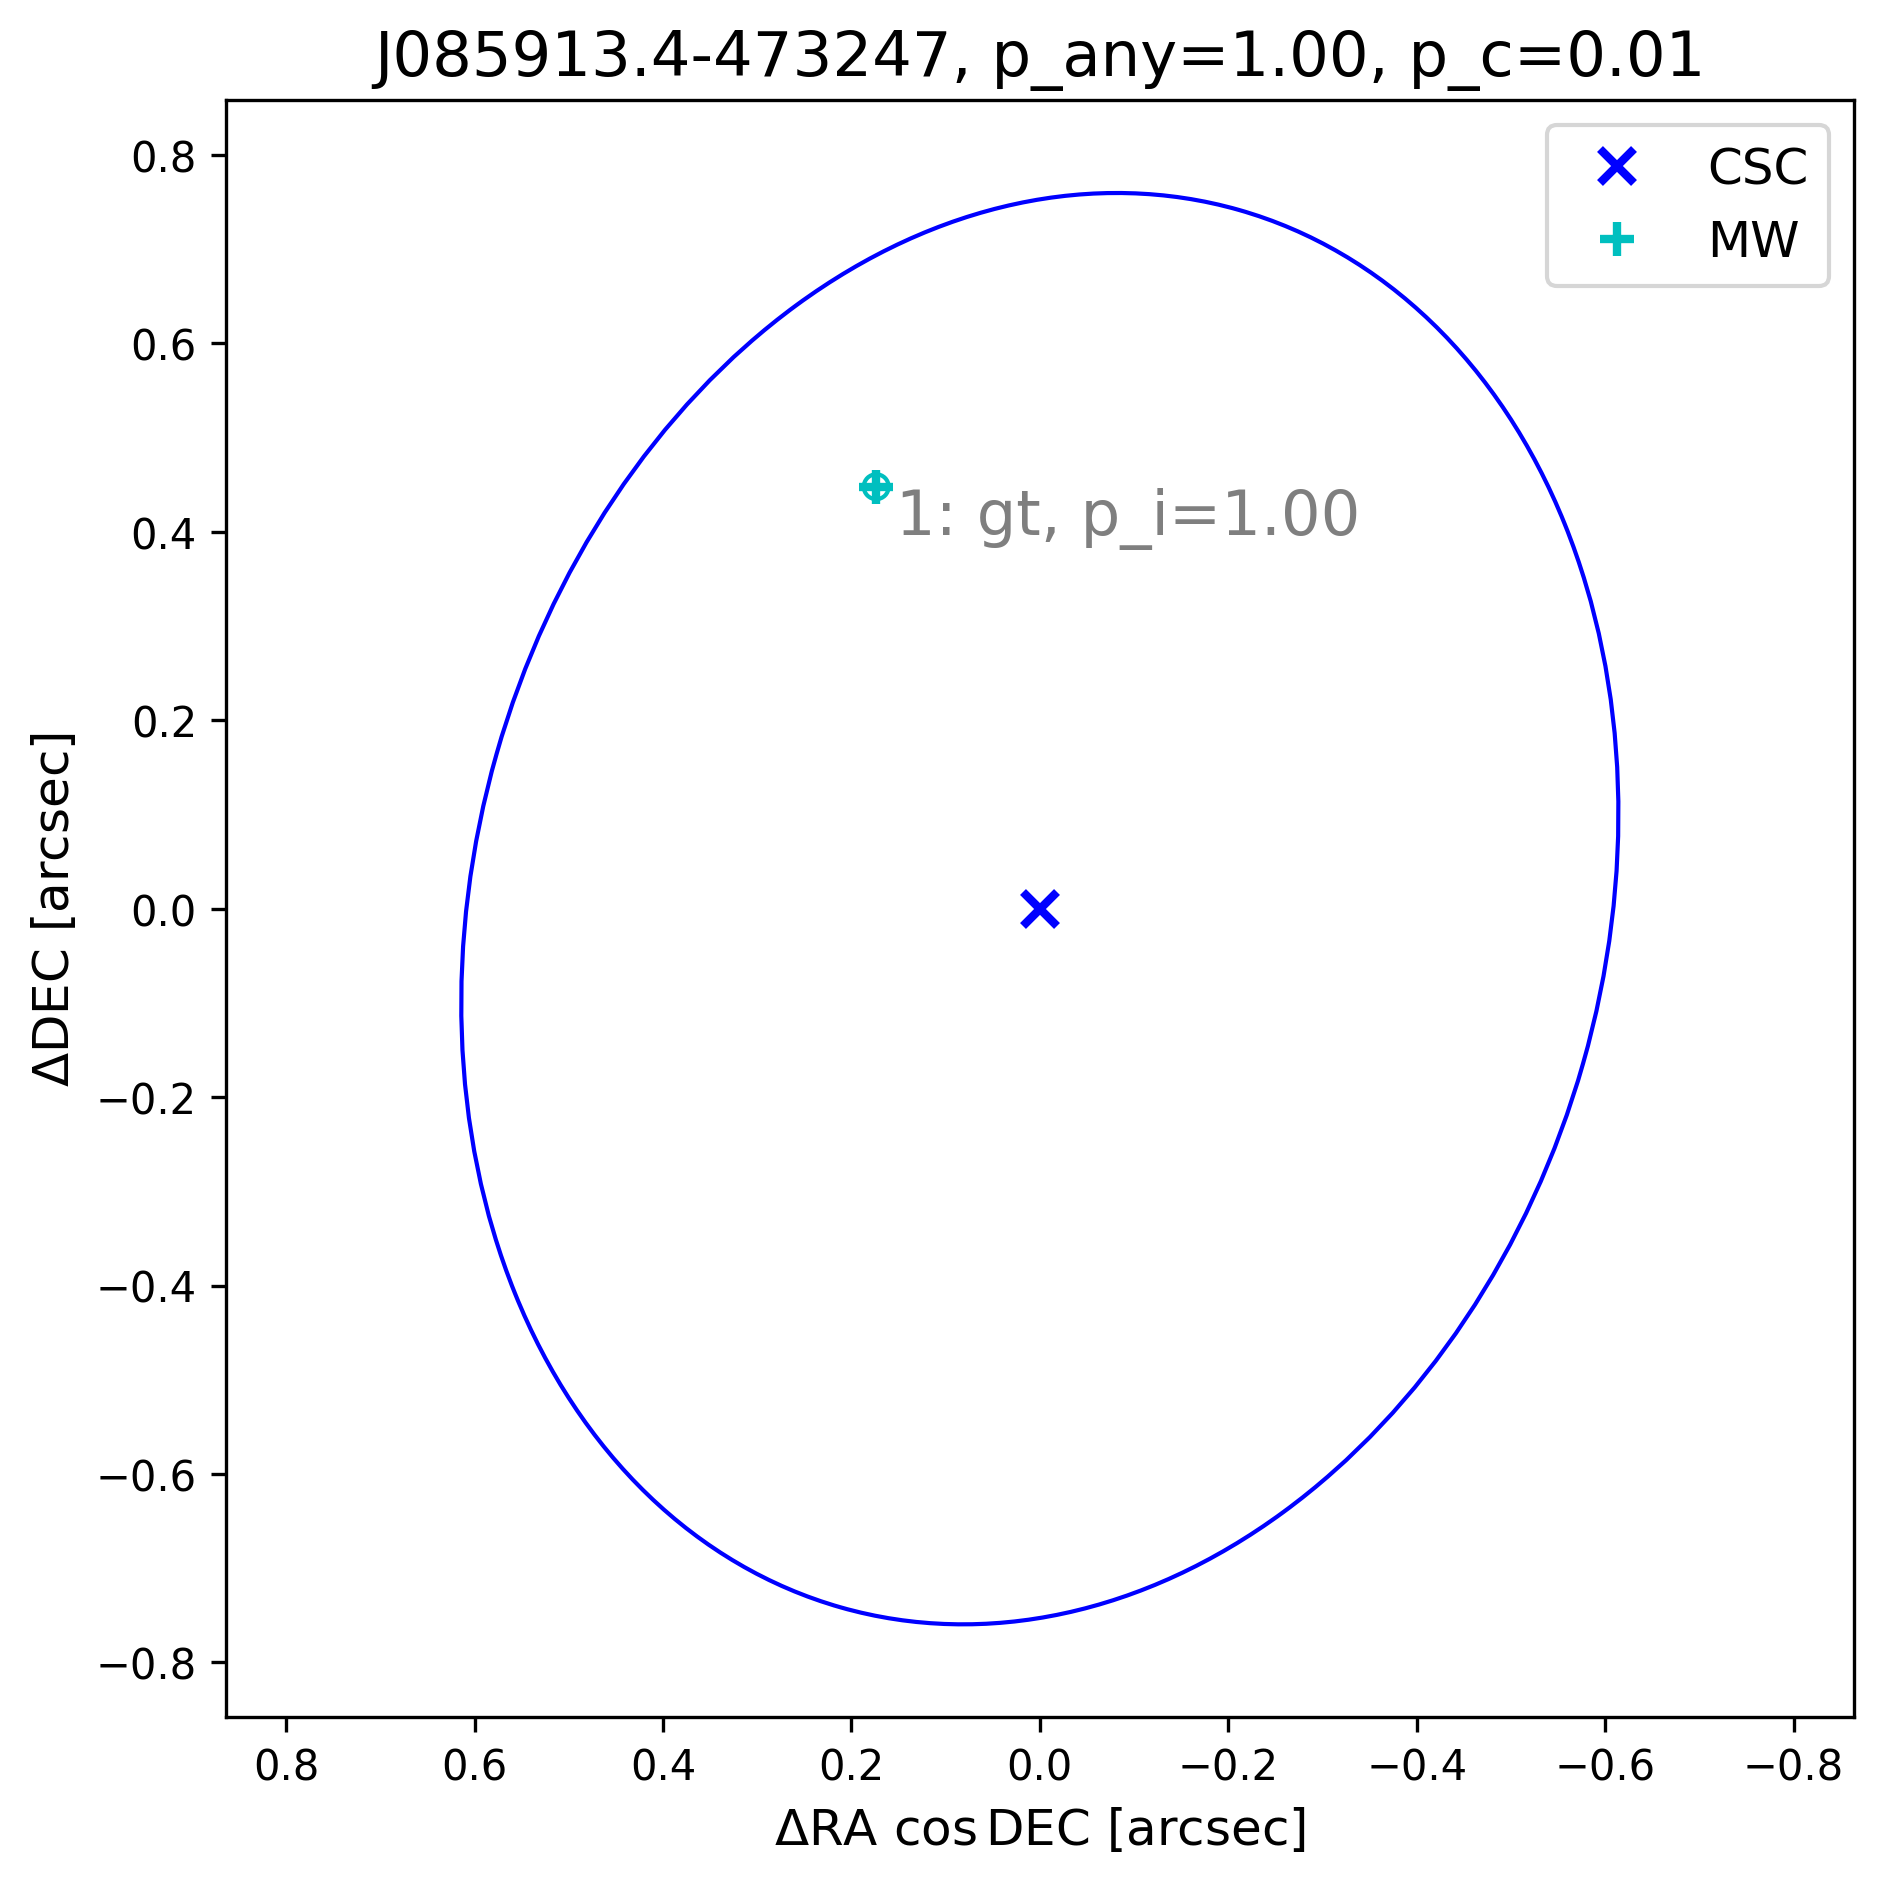 J085913.4-473247, p_any=1.00, p_c=0.01
CSC
MW
1: gt, p_i=1.00
0.8
0.6
0.4
0.2
0.0
−0.2
−0.4
−0.6
−0.8
ΔDEC [arcsec]
0.8 0.6 0.4 0.2 0.0 −0.2 −0.4 −0.6 −0.8
ΔRA cos DEC [arcsec]